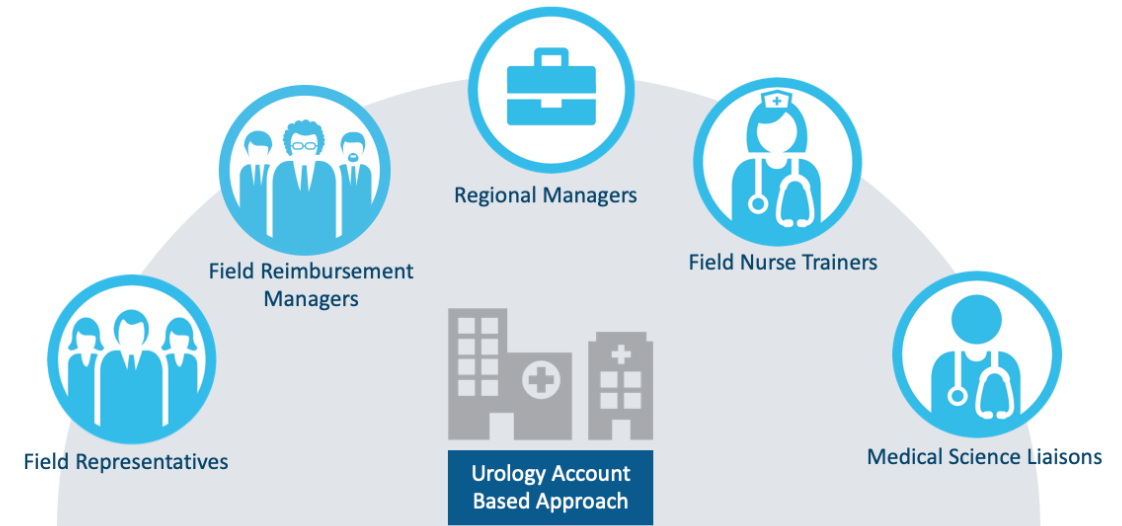 Regional Managers
Field Nurse Trainers
Field Reimbursement
Managers
Field Representatives
Medical Science Liaisons
Urology Account
Based Approach